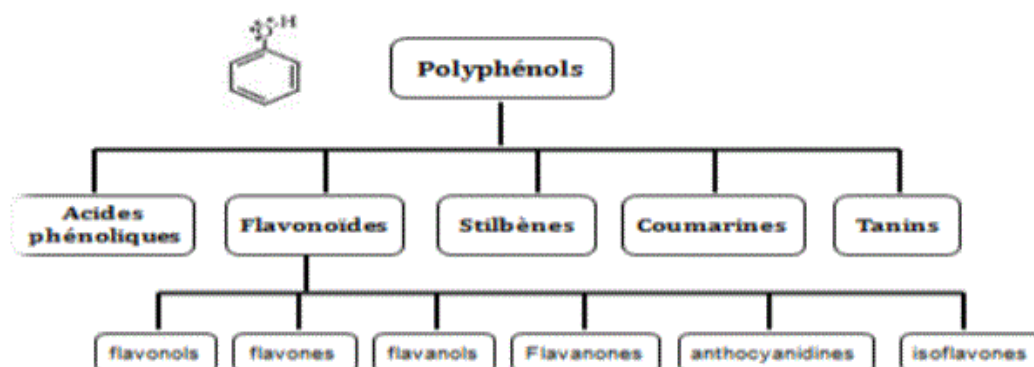 O H
Polyphénols
Acides
phénoliques
Flavonoïdes
Stilbènes
Coumarines
Tanins
flavonols
flavones
flavanols
Flavanones
anthocyanidines
isoflavones